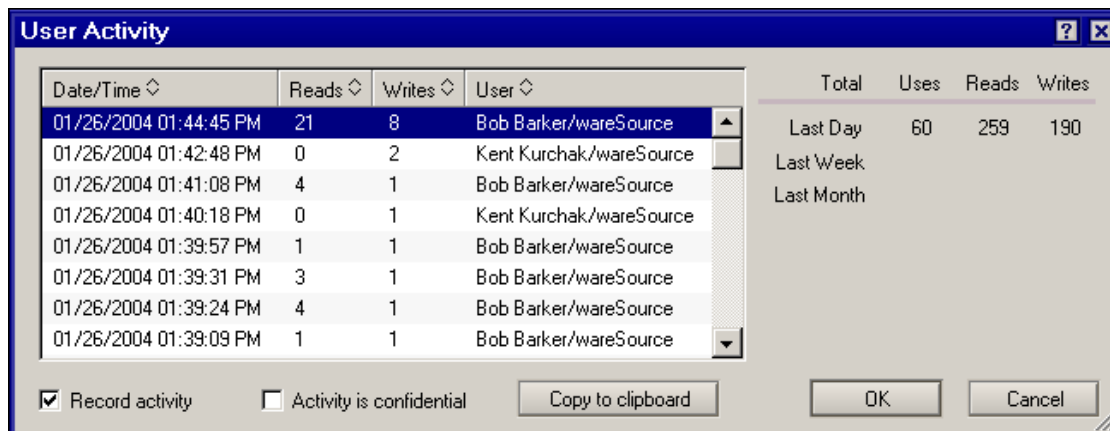 User Activity
Date/Time Reads Writes User
01/26/2004 01:44:45 PM 21 8 Bob Barker/wareSource
01/26/2004 01:42:48 PM 0 2 Kent Kurchak/wareSource
01/26/2004 01:41:08 PM 4 1 Bob Barker/wareSource
01/26/2004 01:40:18 PM 0 1 Kent Kurchak/wareSource
01/26/2004 01:39:57 PM 1 1 Bob Barker/wareSource
01/26/2004 01:39:31 PM 3 1 Bob Barker/wareSource
01/26/2004 01:39:24 PM 4 1 Bob Barker/wareSource
01/26/2004 01:39:09 PM 1 1 Bob Barker/wareSource
Total Uses Reads Writes
Last Day 60 259 190
Last Week
Last Month
Record activity Activity is confidential Copy to clipboard OK Cancel